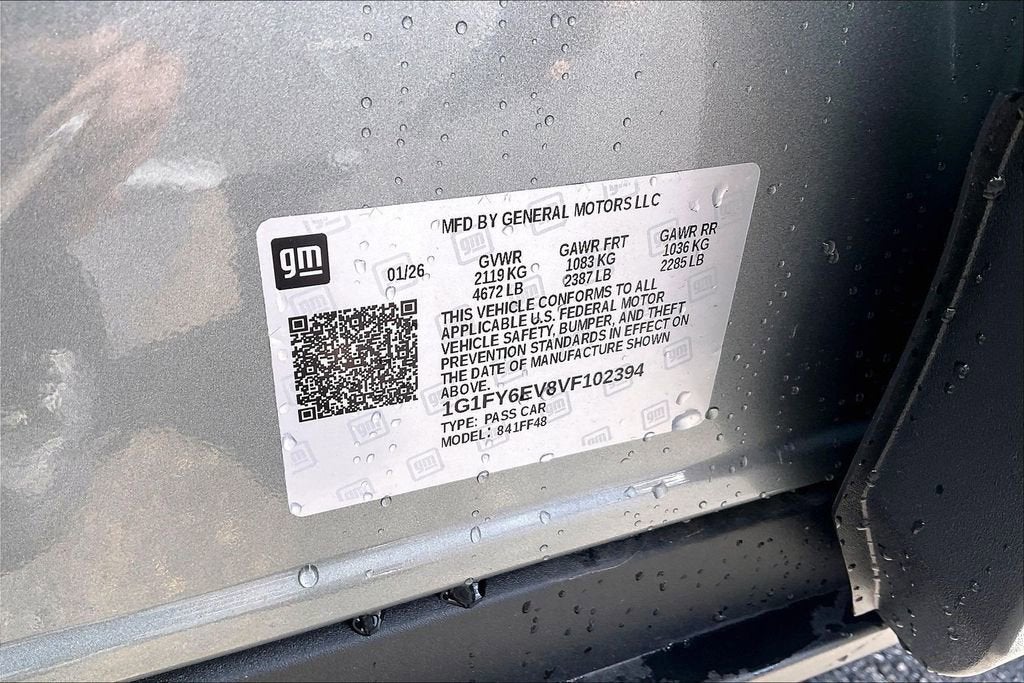 MFD BY GENERAL MOTORS LLC
gm
01/26
GVWR
2119 KG
4672 LB
GAWR FRT
1083 KG
2387 LB
GAWR RR
1036 KG
2285 LB
THIS VEHICLE CONFORMS TO ALL
APPLICABLE U.S. FEDERAL MOTOR
VEHICLE SAFETY, BUMPER, AND THEFT
PREVENTION STANDARDS IN EFFECT ON
THE DATE OF MANUFACTURE SHOWN
ABOVE.
1G1FY6EV8VF102394
TYPE: PASS CAR
MODEL: 841FF48